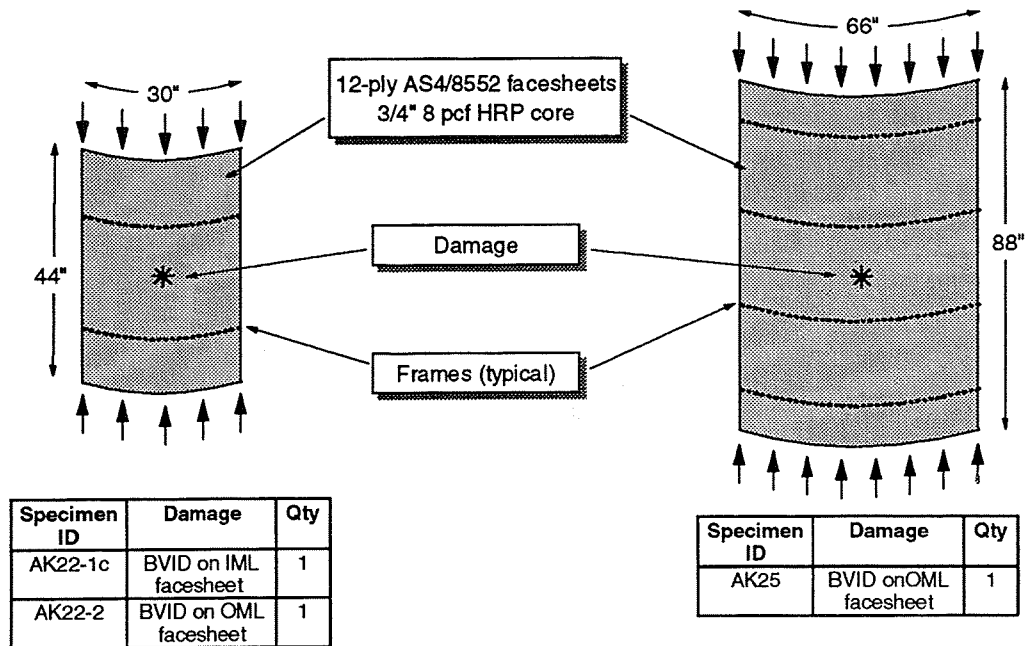 66"
30"
12-ply AS4/8552 facesheets
3/4" 8 pcf HRP core
44"
Damage
88"
Frames (typical)
Specimen ID Damage Qty
AK22-1c BVID on IML facesheet 1
AK22-2 BVID on OML facesheet 1
Specimen ID Damage Qty
AK25 BVID onOML facesheet 1